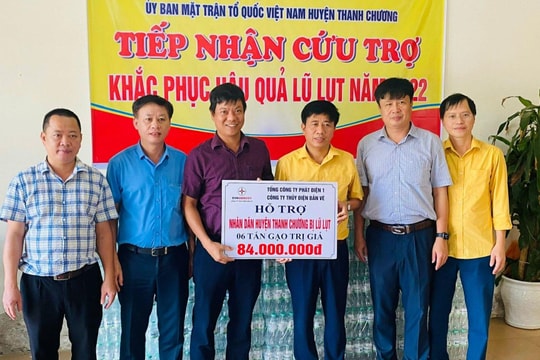 ỦY BAN MẶT TRẬN TỔ QUỐC VIỆT NAM HUYỆN THANH CHƯƠNG
TIẾP NHẬN CỨU TRỢ
KHẮC PHỤC HẬU QUẢ LŨ LỤT NĂM 2022
TỔNG CÔNG TY PHÁT ĐIỆN 1
CÔNG TY THỦY ĐIỆN BẢN VẼ
HỖ TRỢ
NHÂN DÂN HUYỆN THANH CHƯƠNG BỊ LŨ LỤT
06 TẤN GẠO TRỊ GIÁ
84.000.000đ